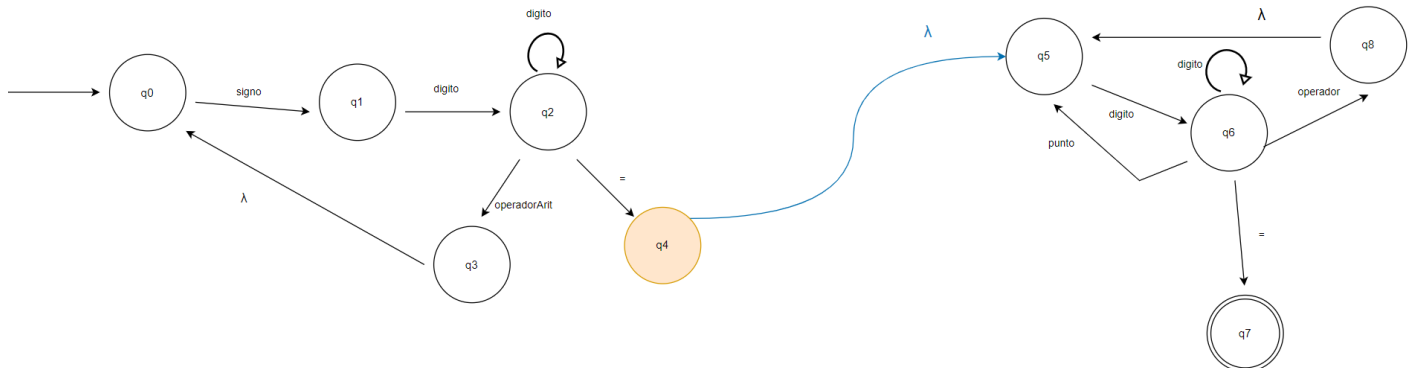 digito
λ
λ
q0
signo
q1
digito
q2
q5
digito
q8
operador
digito
q6
punto
λ
operadorArit
=
q3
q4
=
q7